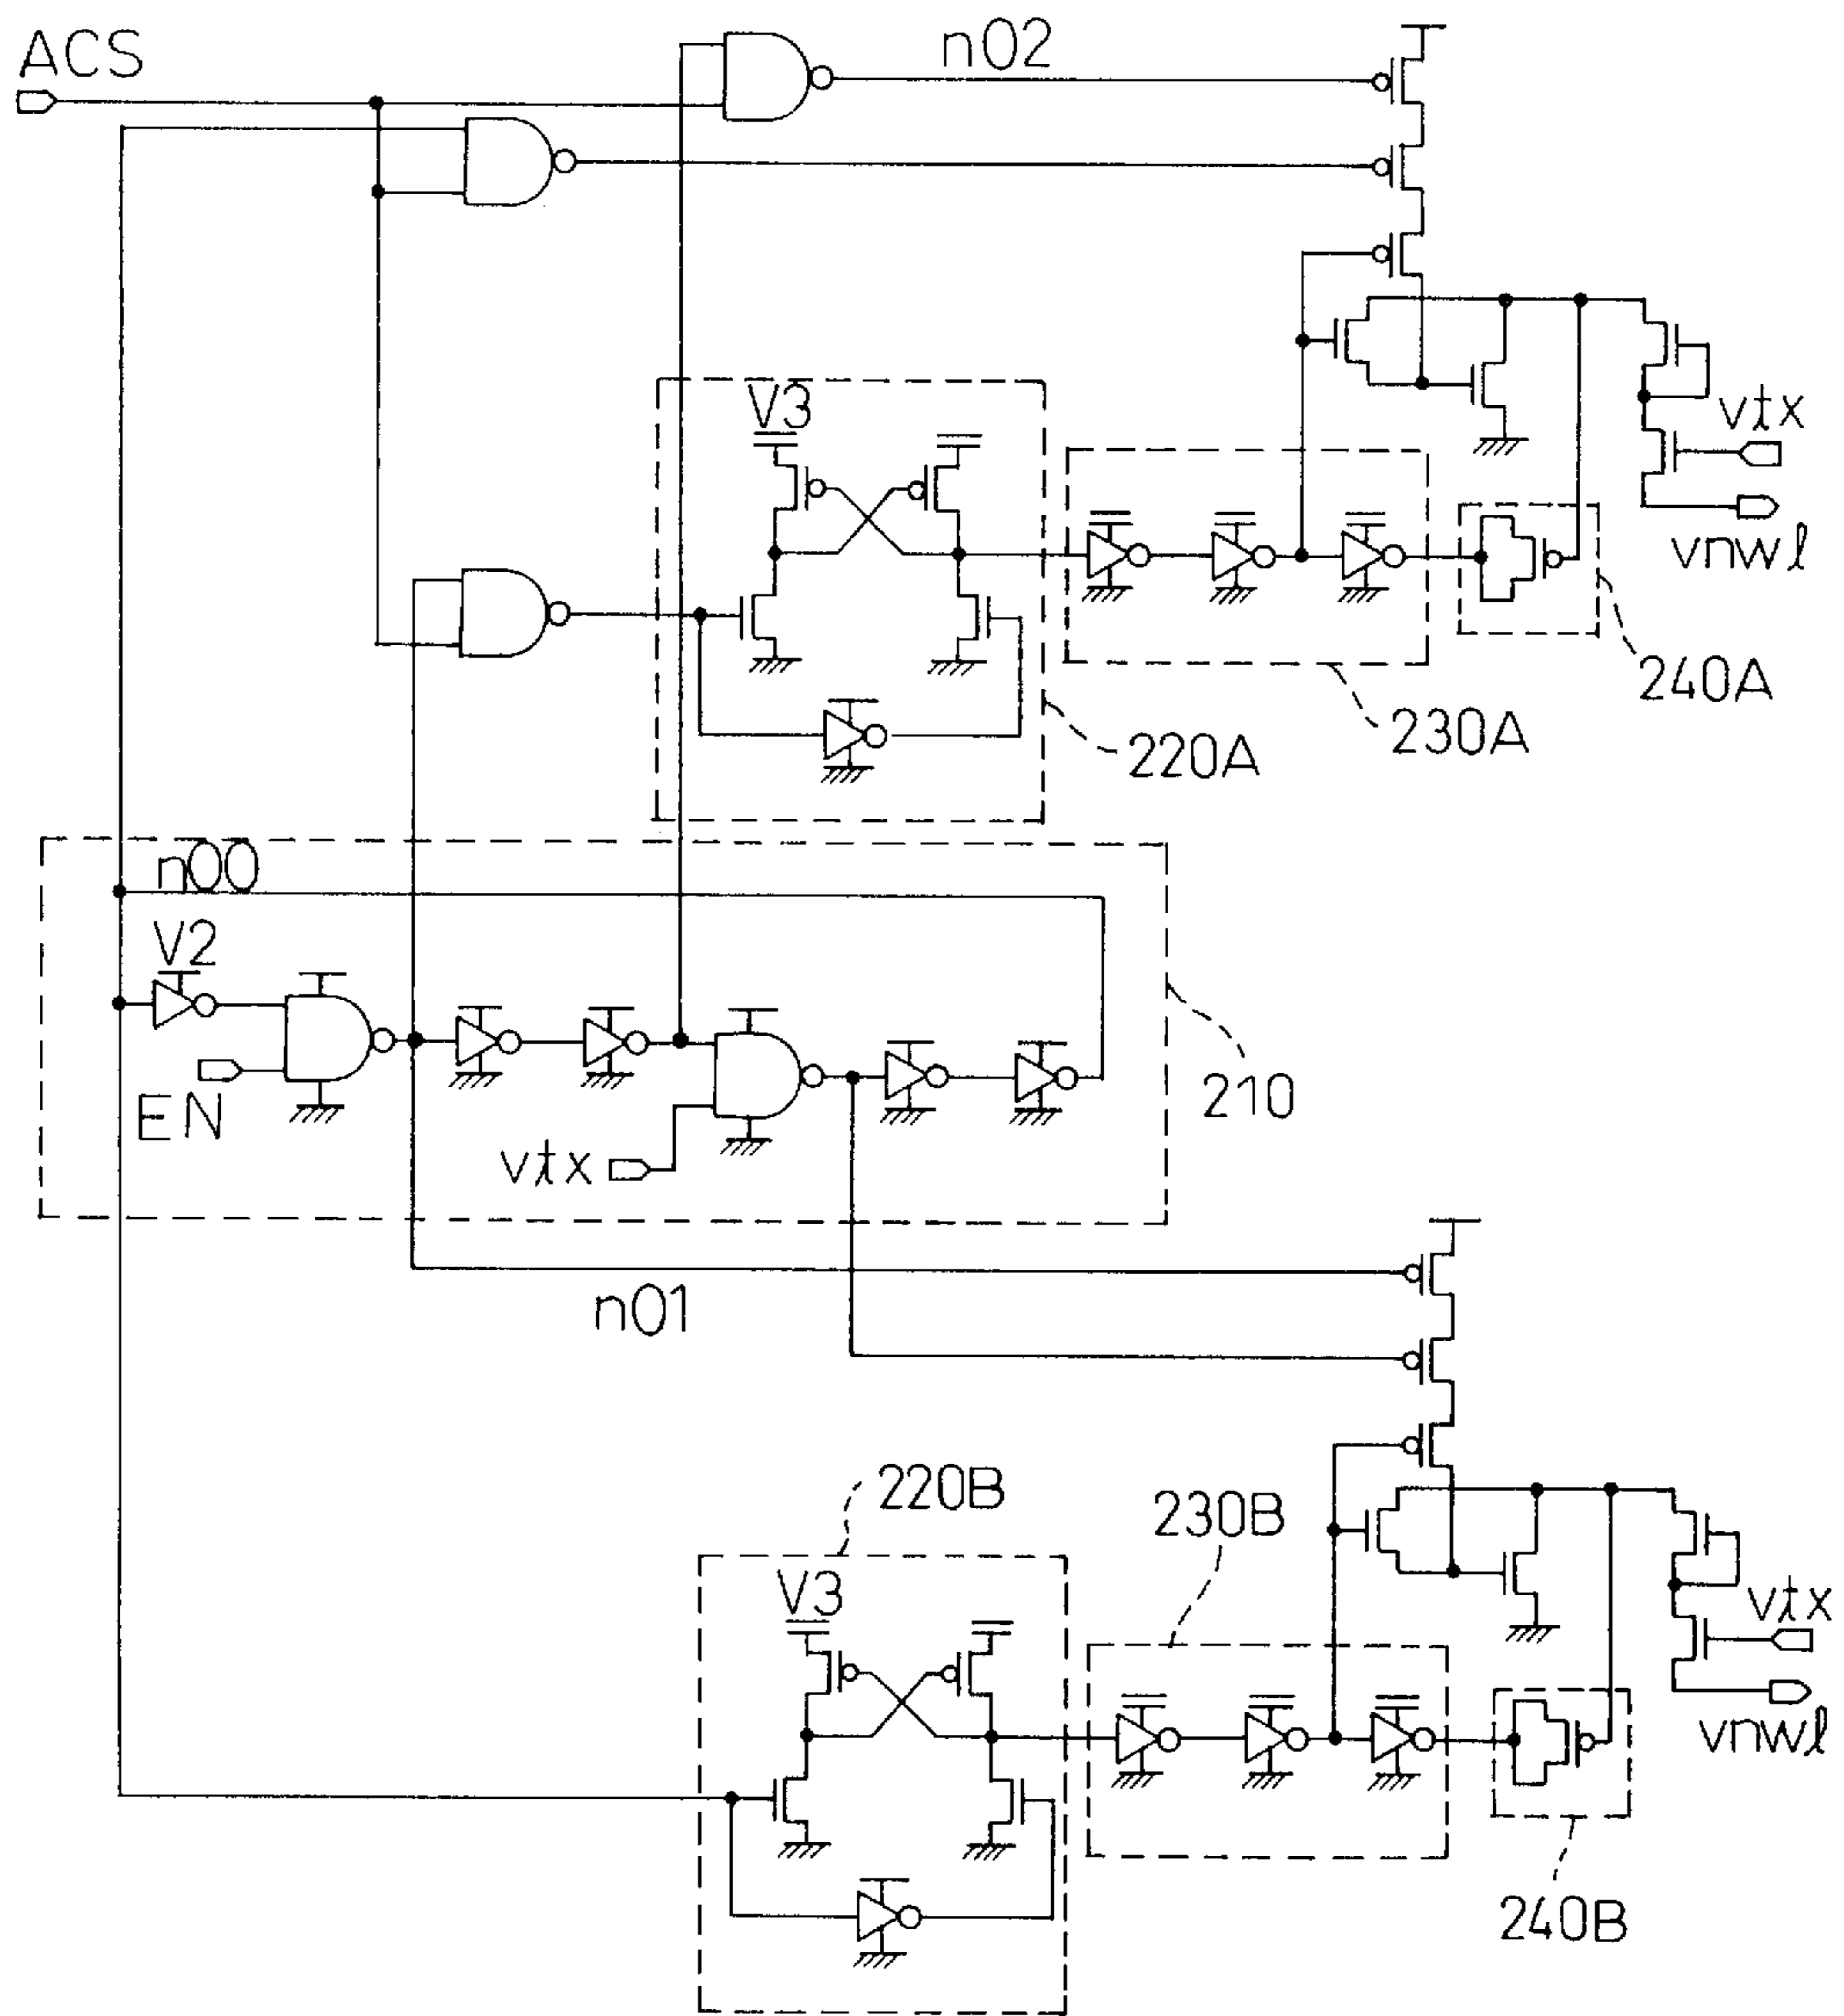 ACS
n02
V3
vtx
vnwl
240A
230A
220A
n00
V2
EN
vtx
210
n01
220B
230B
V3
vtx
vnwl
240B